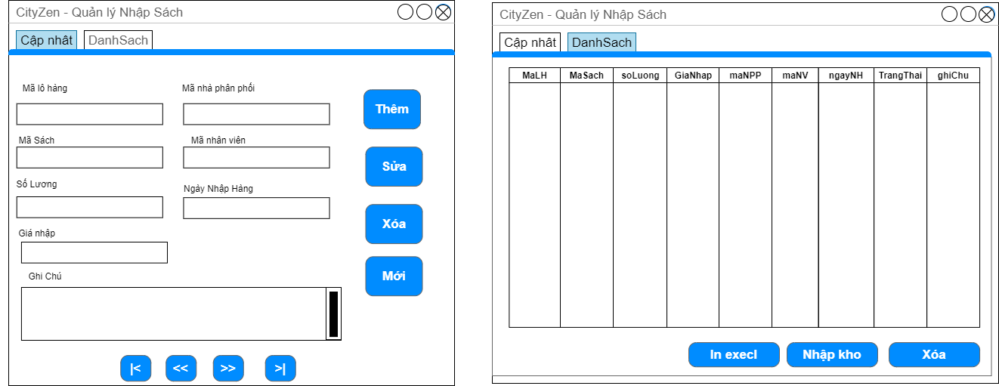 CityZen - Quản lý Nhập Sách
Cập nhât DanhSach
Mã lô hàng Mã nhà phân phối
Thêm
Mã Sách Mã nhân viên
Sửa
Số Lương Ngày Nhập Hàng
Xóa
Giá nhập
Mới
Ghi Chú
|< << >> >|
CityZen - Quản lý Nhập Sách
Cập nhât DanhSach
MaLH MaSach soLuong GiaNhap maNPP maNV ngayNH TrangThai ghiChu
In execl Nhập kho Xóa